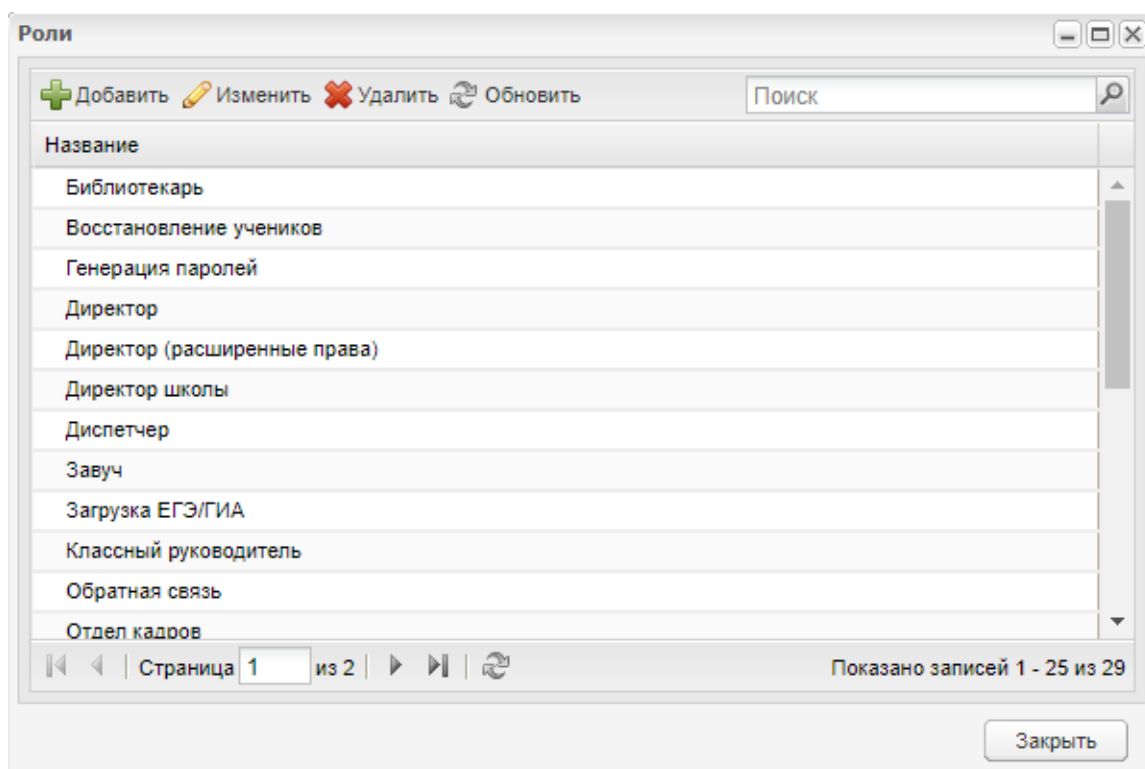 Роли
Добавить Изменить Удалить Обновить Поиск
Название
Библиотекарь
Восстановление учеников
Генерация паролей
Директор
Директор (расширенные права)
Директор школы
Диспетчер
Завуч
Загрузка ЕГЭ/ГИА
Классный руководитель
Обратная связь
Отдел кадров
Страница 1 из 2 Показано записей 1 - 25 из 29
Закрыть